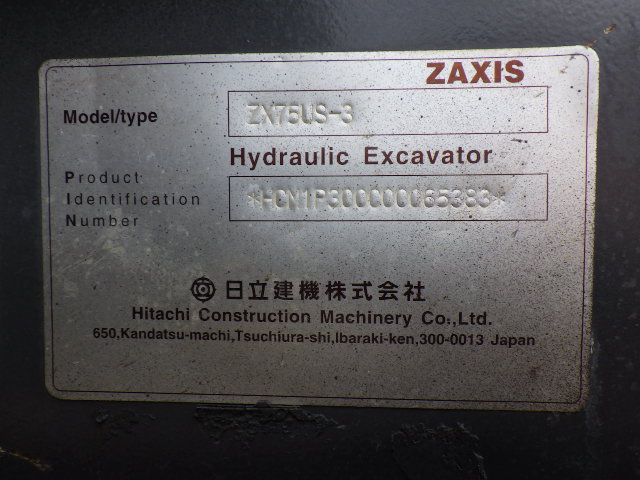 ZAXIS
Model/type ZX75US-3
Hydraulic Excavator
Product
Identification *HCM1P300C00065383*
Number
日立建機株式会社
Hitachi Construction Machinery Co.,Ltd.
650,Kandatsu-machi,Tsuchiura-shi,Ibaraki-ken,300-0013 Japan